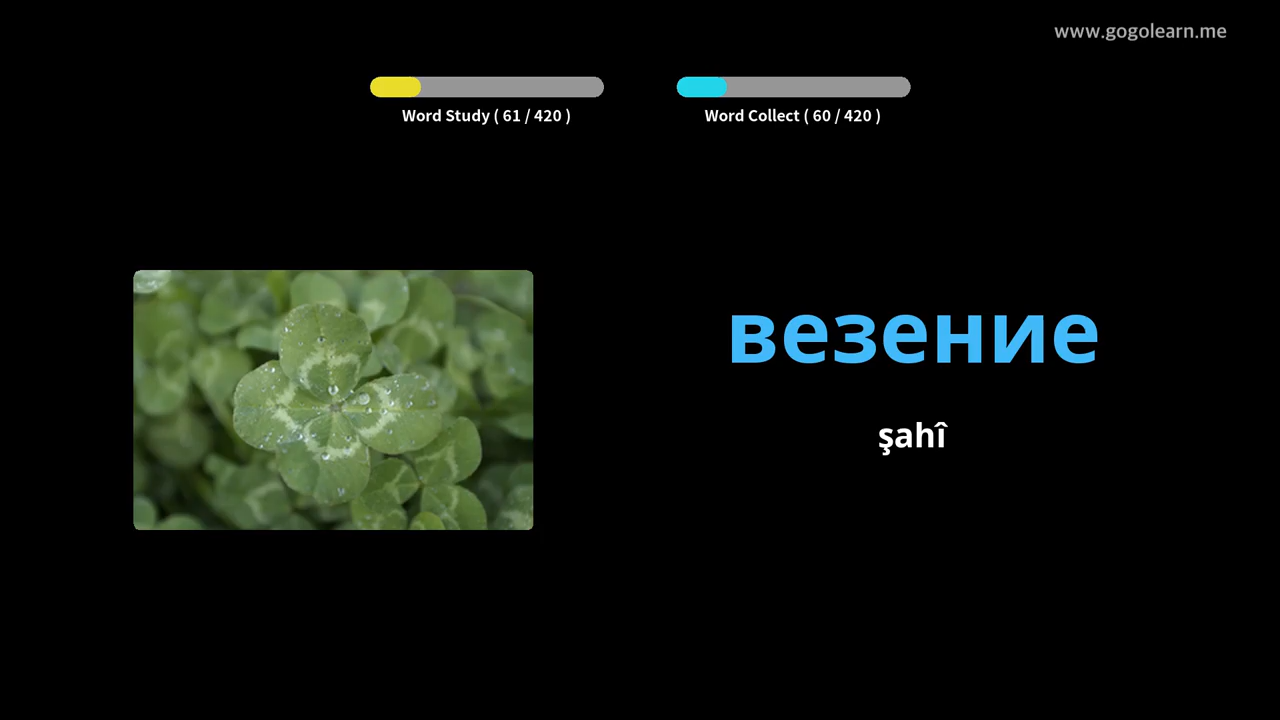 www.gogolearn.me
Word Study ( 61 / 420 )
Word Collect ( 60 / 420 )
везение
şahî